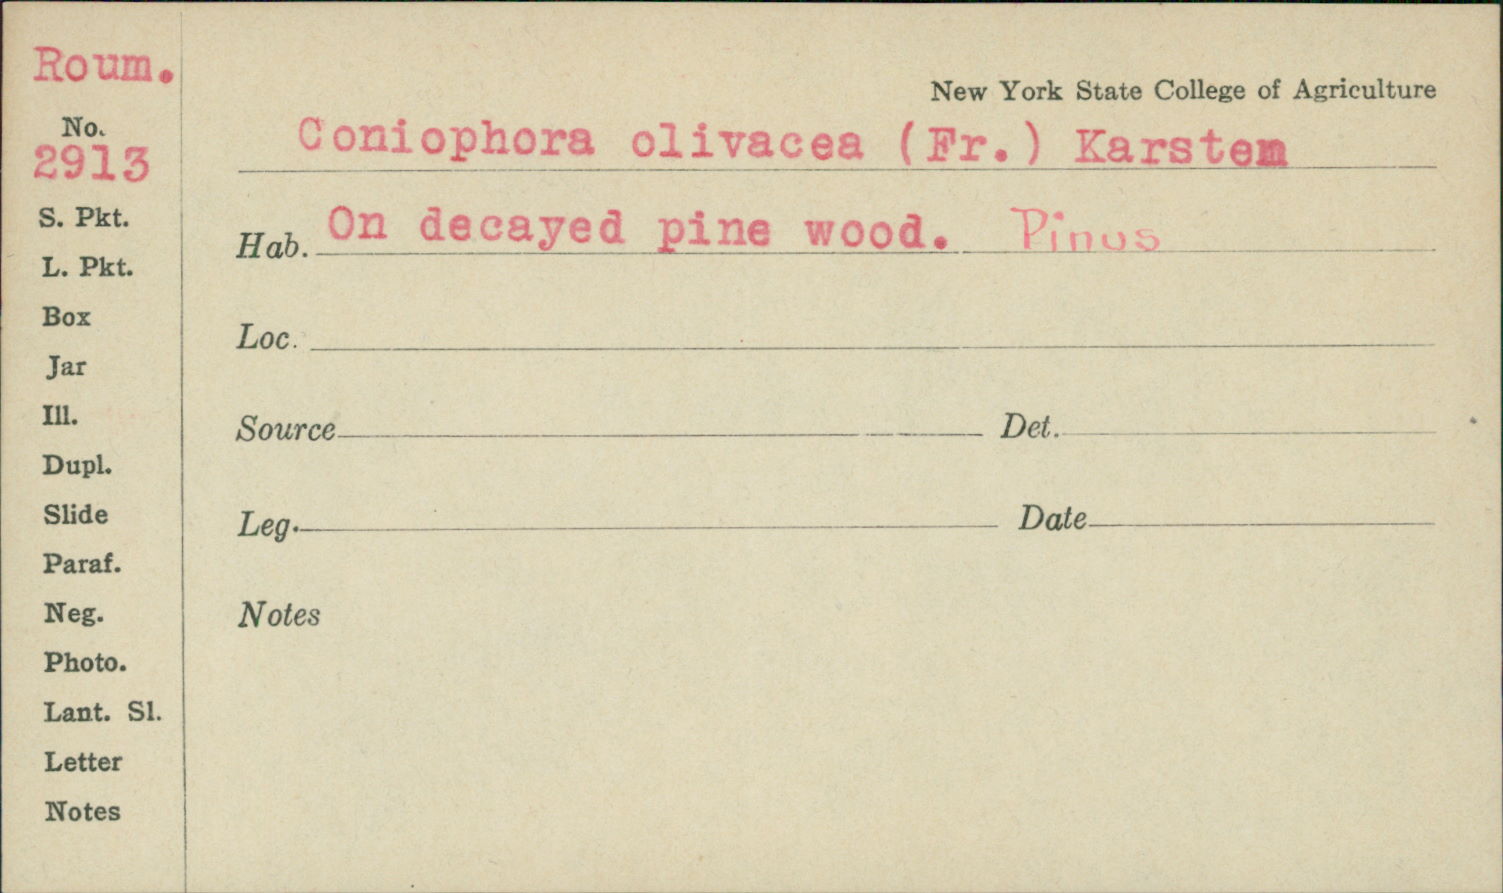 Roum.
New York State College of Agriculture
No.
2913
Coniophora olivacea (Fr.) Karsten
S. Pkt.
Hab. On decayed pine wood. Pinus
L. Pkt.
Box
Loc.
Jar
Ill.
Source Det.
Dupl.
Slide
Leg. Date
Paraf.
Neg.
Notes
Photo.
Lant. Sl.
Letter
Notes